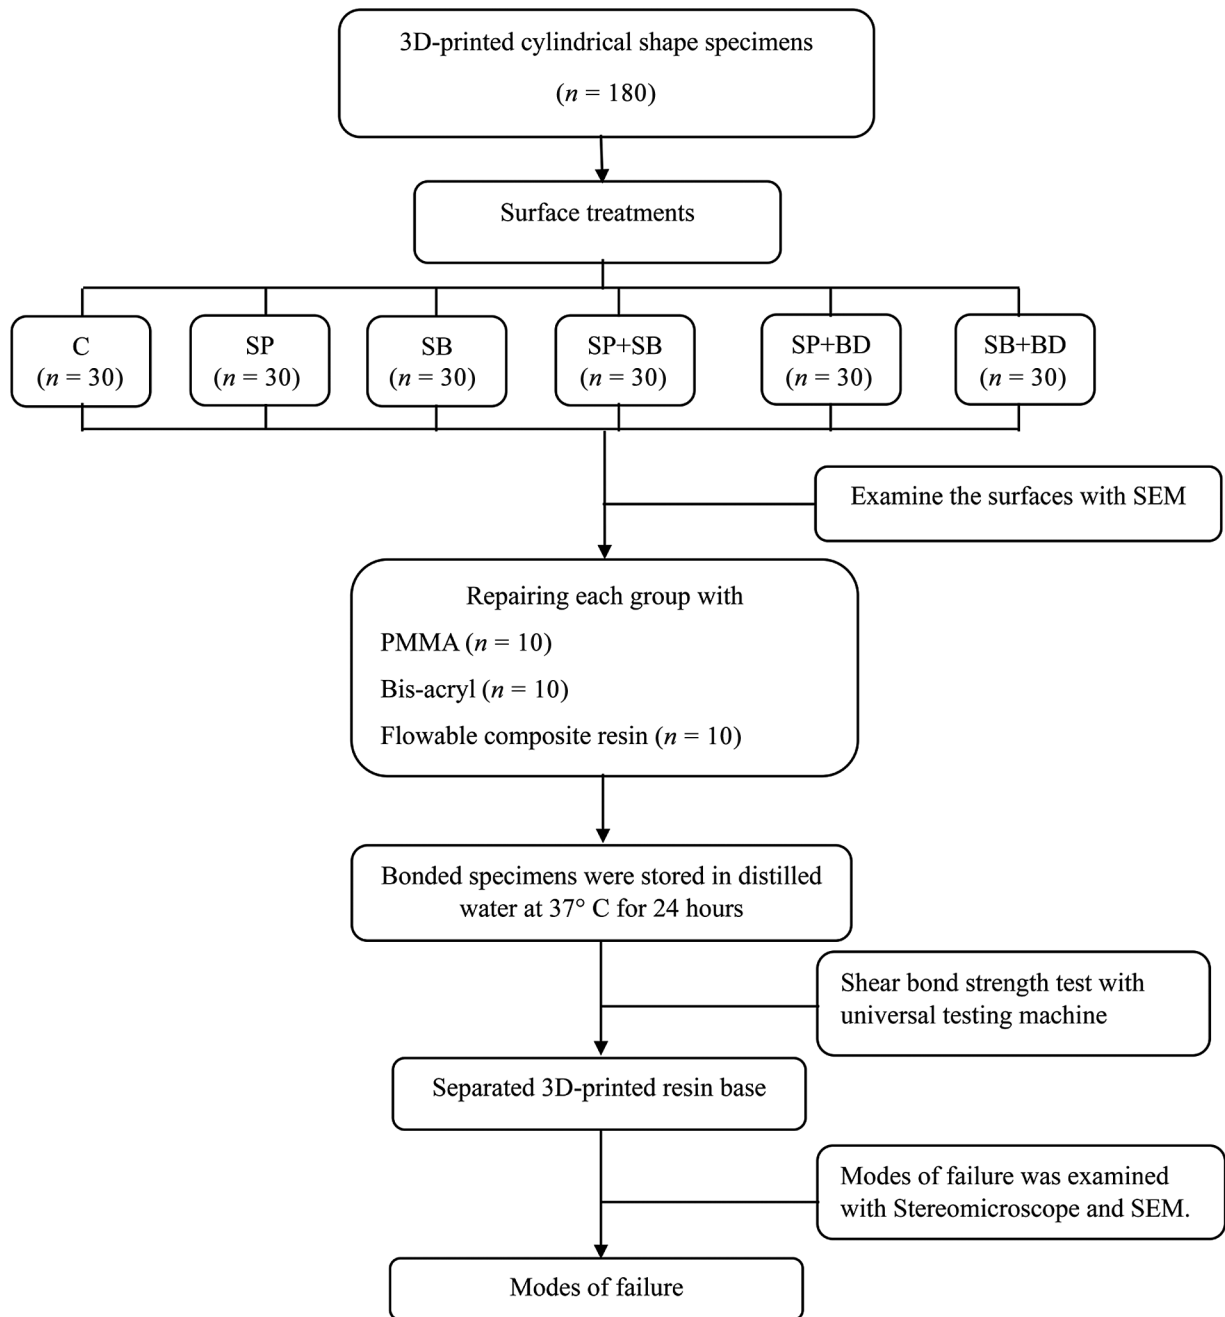 3D-printed cylindrical shape specimens
(n = 180)
Surface treatments
C
(n = 30)
SP
(n = 30)
SB
(n = 30)
SP+SB
(n = 30)
SP+BD
(n = 30)
SB+BD
(n = 30)
Examine the surfaces with SEM
Repairing each group with
PMMA (n = 10)
Bis-acryl (n = 10)
Flowable composite resin (n = 10)
Bonded specimens were stored in distilled
water at 37° C for 24 hours
Shear bond strength test with
universal testing machine
Separated 3D-printed resin base
Modes of failure was examined
with Stereomicroscope and SEM.
Modes of failure